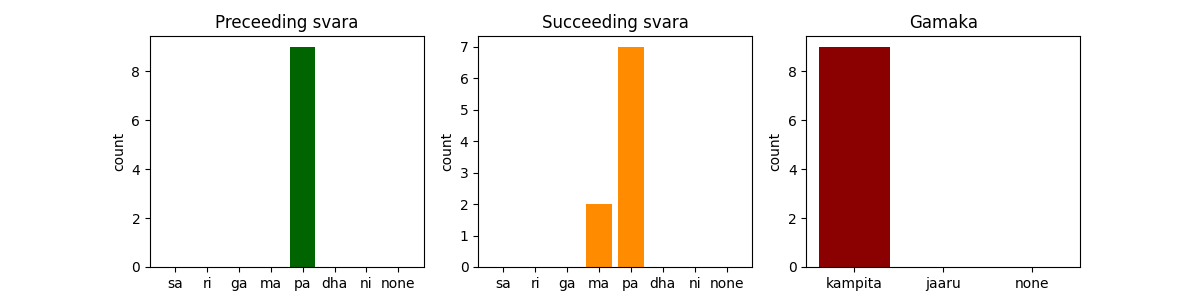 Preceeding svara
count
8
6
4
2
0
sa ri ga ma pa dha ni none
Succeeding svara
count
7
6
5
4
3
2
1
0
sa ri ga ma pa dha ni none
Gamaka
count
8
6
4
2
0
kampita jaaru none